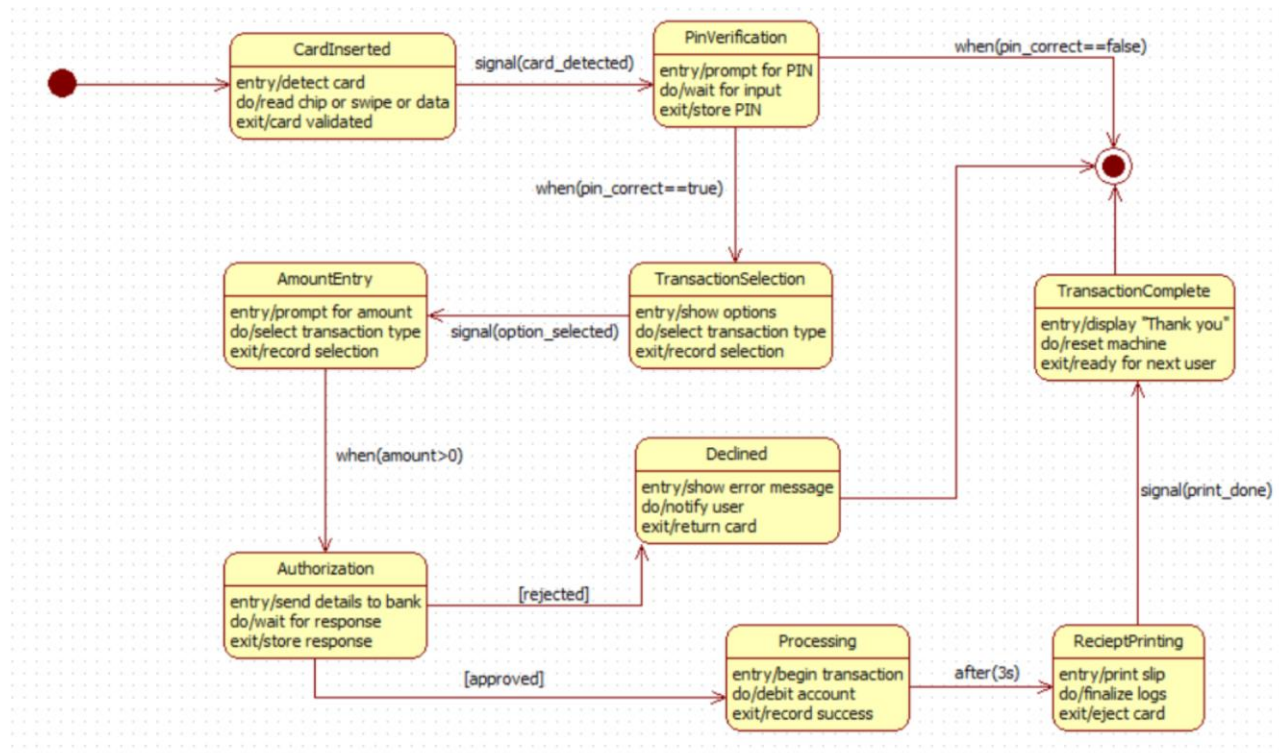 CardInserted
entry/detect card
do/read chip or swipe or data
exit/card validated
signal(card_detected)
PinVerification
entry/prompt for PIN
do/wait for input
exit/store PIN
when(pin_correct==false)
when(pin_correct==true)
AmountEntry
entry/prompt for amount
do/select transaction type
exit/record selection
signal(option_selected)
TransactionSelection
entry/show options
do/select transaction type
exit/record selection
TransactionComplete
entry/display "Thank you"
do/reset machine
exit/ready for next user
when(amount>0)
Declined
entry/show error message
do/notify user
exit/return card
signal(print_done)
Authorization
entry/send details to bank
do/wait for response
exit/store response
[rejected]
[approved]
Processing
entry/begin transaction
do/debit account
exit/record success
after(3s)
RecieptPrinting
entry/print slip
do/finalize logs
exit/eject card